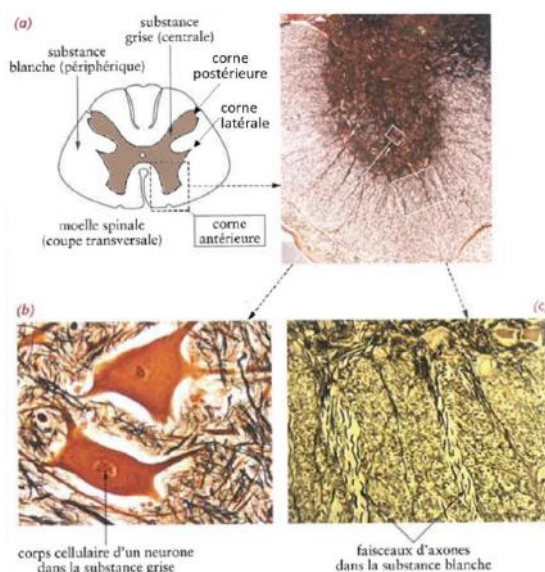 (a)
substance
grise (centrale)
substance
blanche (périphérique)
corne
postérieure
corne
latérale
moelle spinale
(coupe transversale)
corne
antérieure
(b)
(c
corps cellulaire d'un neurone
dans la substance grise
faisceaux d'axones
dans la substance blanche